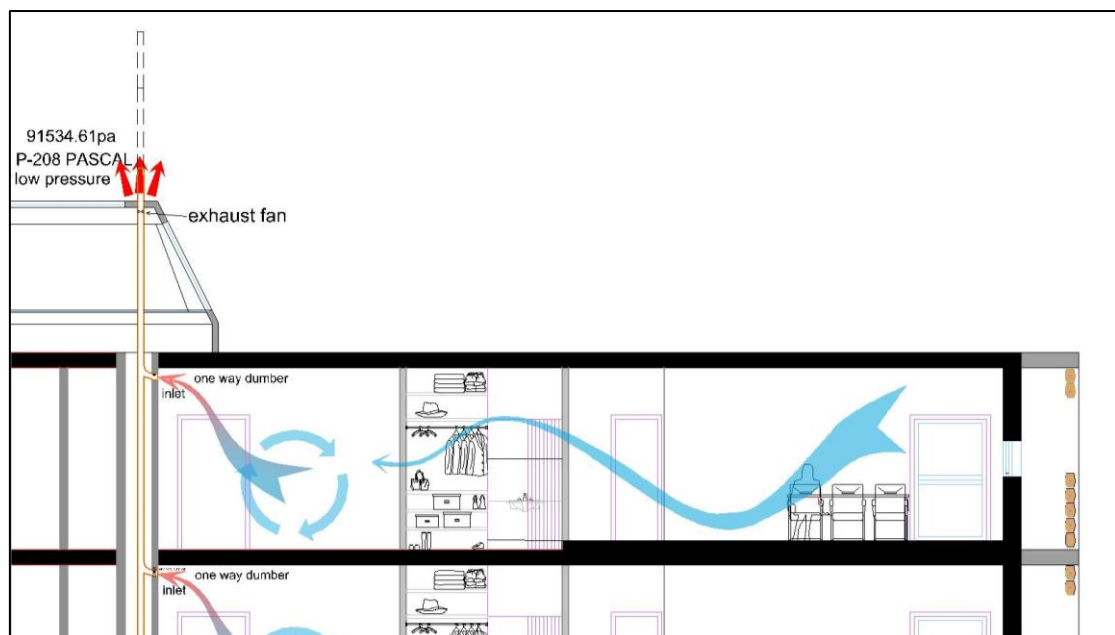 91534.61pa
P-208 PASCAL
low pressure
exhaust fan
one way dumber
inlet
one way dumber
inlet